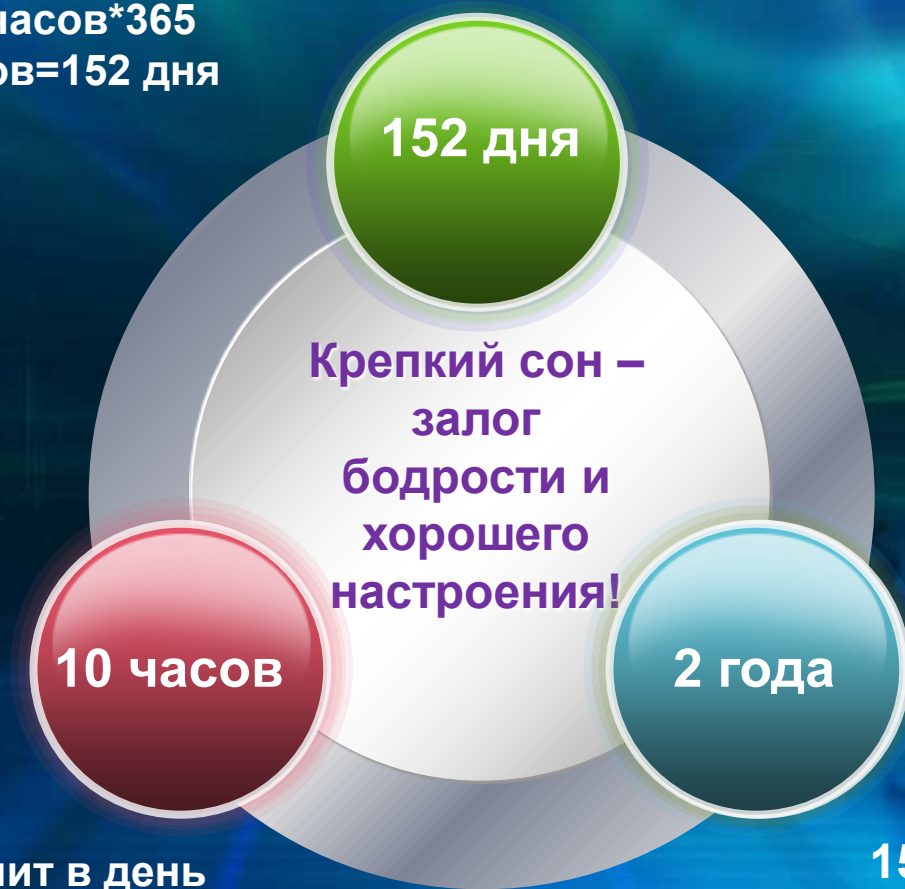 часов*365
ов=152 дня
152 дня
Крепкий сон –
залог
бодрости и
хорошего
настроения!
10 часов
2 года
пит в день
15